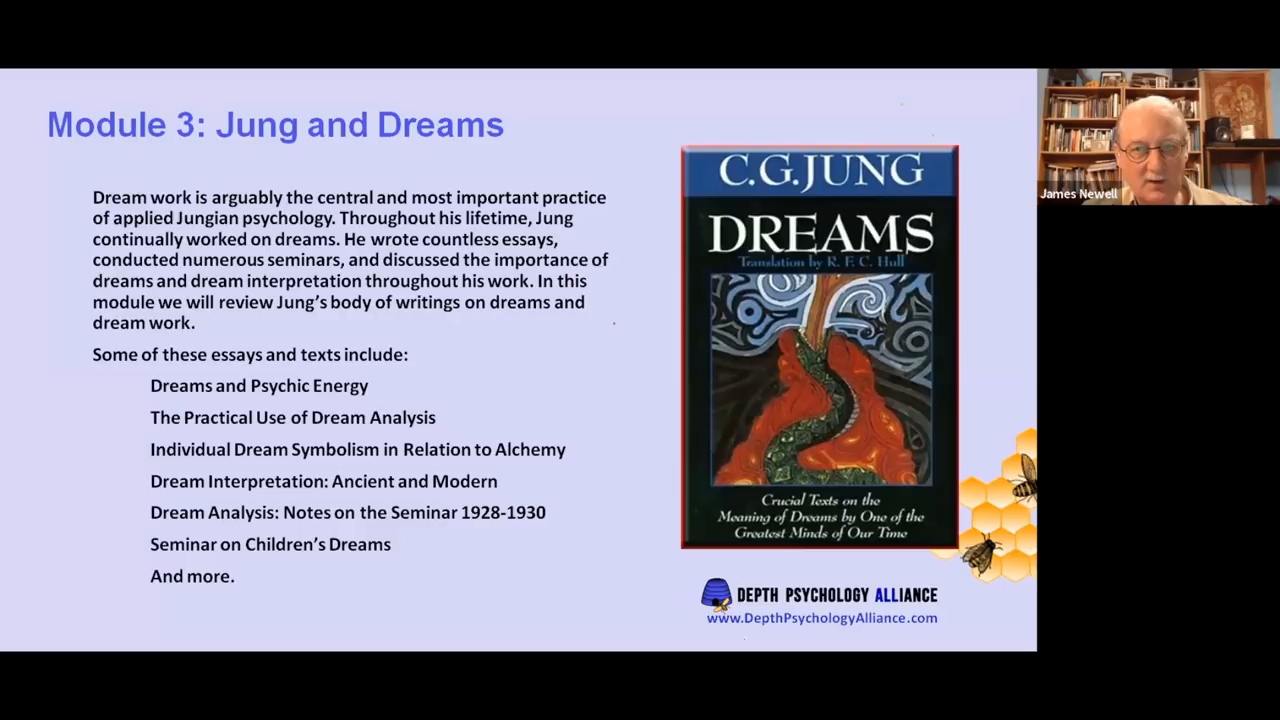 Module 3: Jung and Dreams
Dream work is arguably the central and most important practice
of applied Jungian psychology. Throughout his lifetime, Jung
continually worked on dreams. He wrote countless essays,
conducted numerous seminars, and discussed the importance of
dreams and dream interpretation throughout his work. In this
module we will review Jung’s body of writings on dreams and
dream work.
Some of these essays and texts include:
Dreams and Psychic Energy
The Practical Use of Dream Analysis
Individual Dream Symbolism in Relation to Alchemy
Dream Interpretation: Ancient and Modern
Dream Analysis: Notes on the Seminar 1928-1930
Seminar on Children’s Dreams
And more.
C.G.JUNG
DREAMS
Translation by R. F. C. Hull
Crucial Texts on the
Meaning of Dreams by One of the
Greatest Minds of Our Time
DEPTH PSYCHOLOGY ALLIANCE
www.DepthPsychologyAlliance.com
James Newell